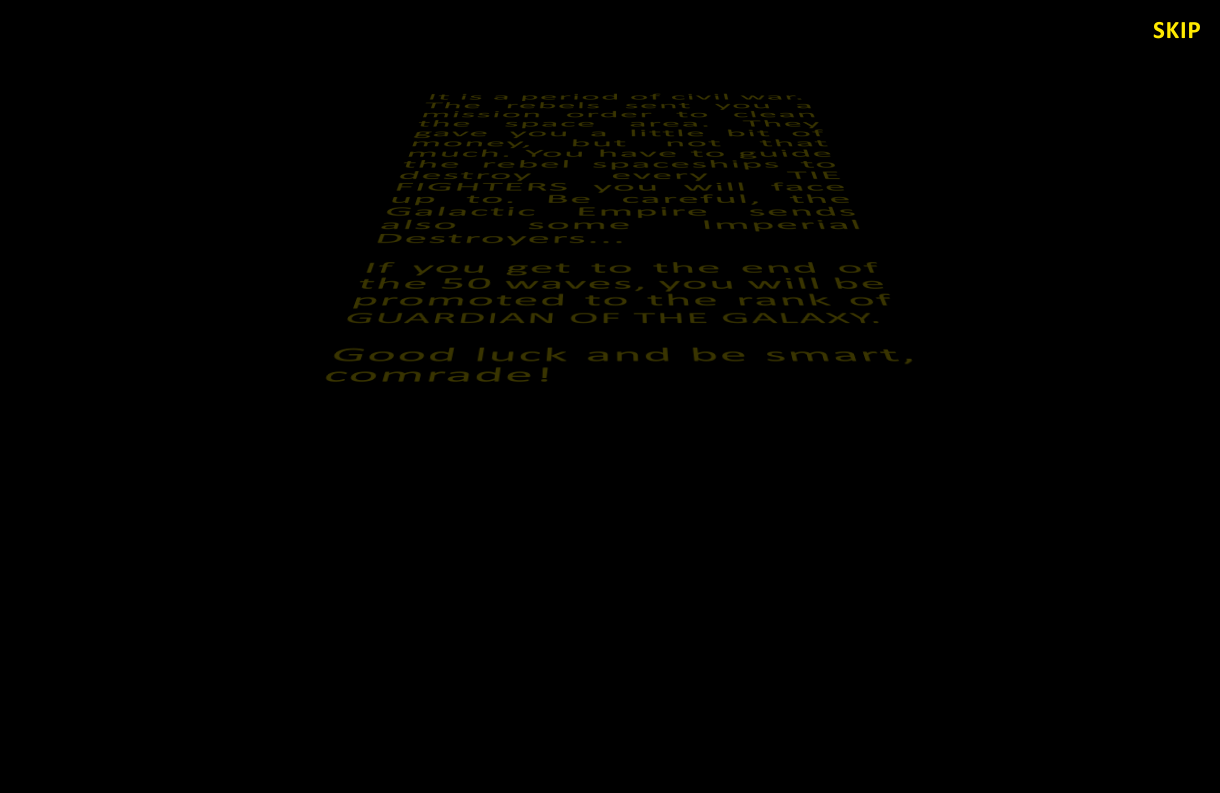 SKIP
It is a period of civil war.
The rebels sent you a
mission order to clean
the space area. They
gave you a little bit of
money, but not that
much. You have to guide
the rebel spaceships to
destroy every TIE
FIGHTERS you will face
up to. Be careful, the
Galactic Empire sends
also some Imperial
Destroyers...
If you get to the end of
the 50 waves, you will be
promoted to the rank of
GUARDIAN OF THE GALAXY.
Good luck and be smart,
comrade!